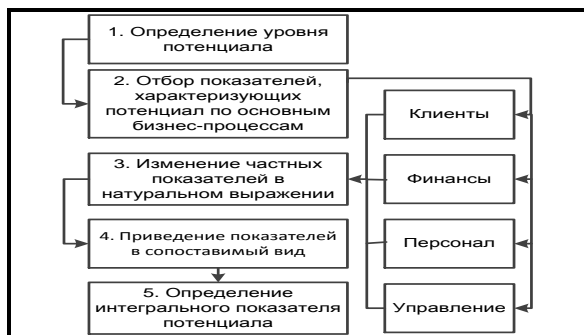 1. Определение уровня
потенциала
2. Отбор показателей,
характеризующих
потенциал по основным
бизнес-процессам
Клиенты
3. Изменение частных
показателей в
натуральном выражении
Финансы
4. Приведение показателей
в сопоставимый вид
Персонал
5. Определение
интегрального показателя
потенциала
Управление